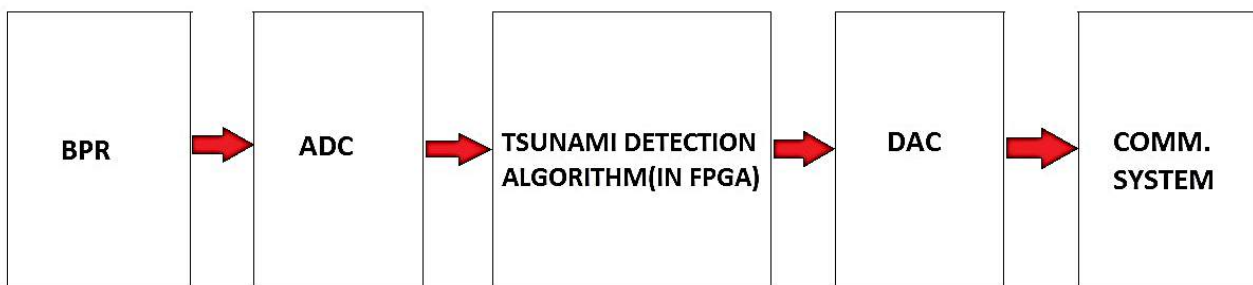 BPR
ADC
TSUNAMI DETECTION
ALGORITHM(IN FPGA)
DAC
COMM.
SYSTEM